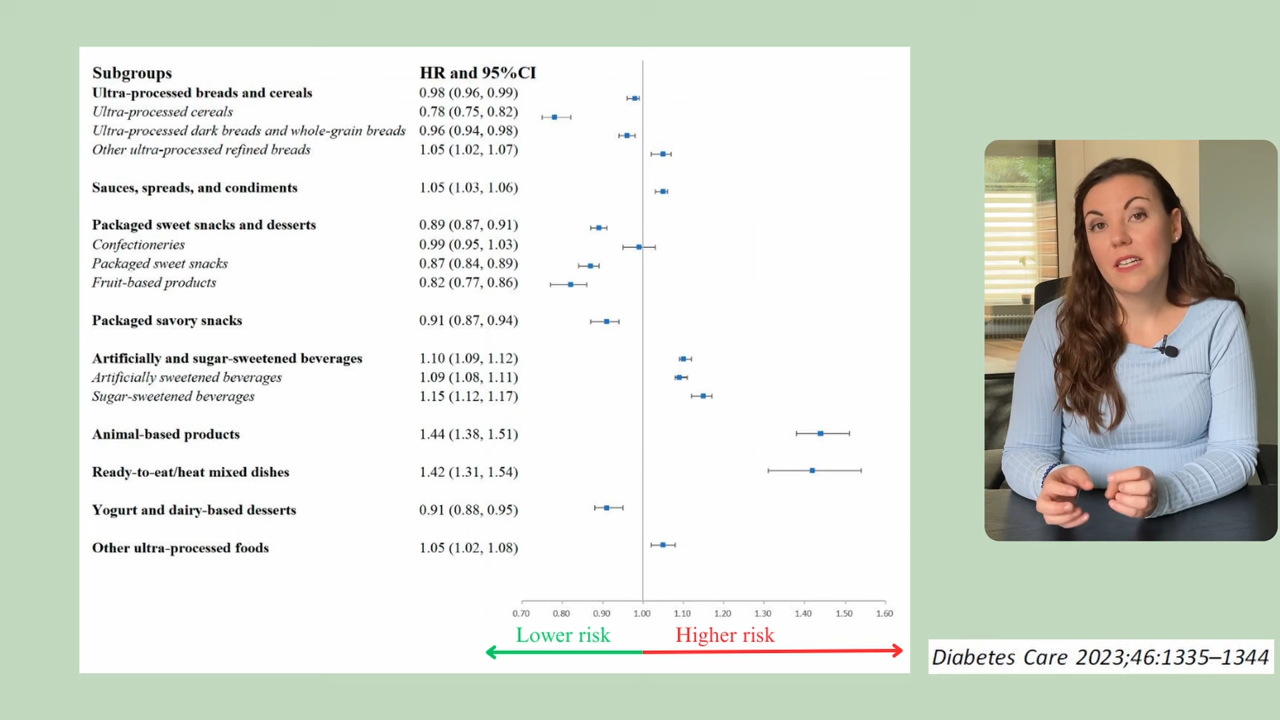 Subgroups HR and 95%CI
Ultra-processed breads and cereals 0.98 (0.96, 0.99)
Ultra-processed cereals 0.78 (0.75, 0.82)
Ultra-processed dark breads and whole-grain breads 0.96 (0.94, 0.98)
Other ultra-processed refined breads 1.05 (1.02, 1.07)
Sauces, spreads, and condiments 1.05 (1.03, 1.06)
Packaged sweet snacks and desserts 0.89 (0.87, 0.91)
Confectioneries 0.99 (0.95, 1.03)
Packaged sweet snacks 0.87 (0.84, 0.89)
Fruit-based products 0.82 (0.77, 0.86)
Packaged savory snacks 0.91 (0.87, 0.94)
Artificially and sugar-sweetened beverages 1.10 (1.09, 1.12)
Artificially sweetened beverages 1.09 (1.08, 1.11)
Sugar-sweetened beverages 1.15 (1.12, 1.17)
Animal-based products 1.44 (1.38, 1.51)
Ready-to-eat/heat mixed dishes 1.42 (1.31, 1.54)
Yogurt and dairy-based desserts 0.91 (0.88, 0.95)
Other ultra-processed foods 1.05 (1.02, 1.08)
0.70 0.80 0.90 1.00 1.10 1.20 1.30 1.40 1.50 1.60
Lower risk Higher risk
Diabetes Care 2023;46:1335–1344